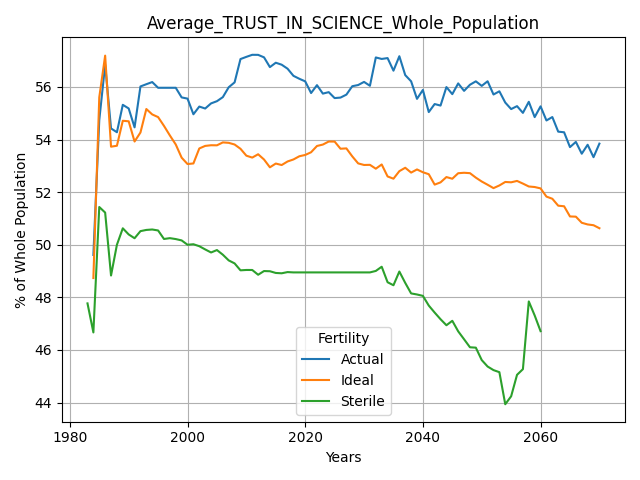 Average_TRUST_IN_SCIENCE_Whole_Population
% of Whole Population
56
54
52
50
48
46
44
Fertility
Actual
Ideal
Sterile
1980
2000
2020
2040
2060
Years